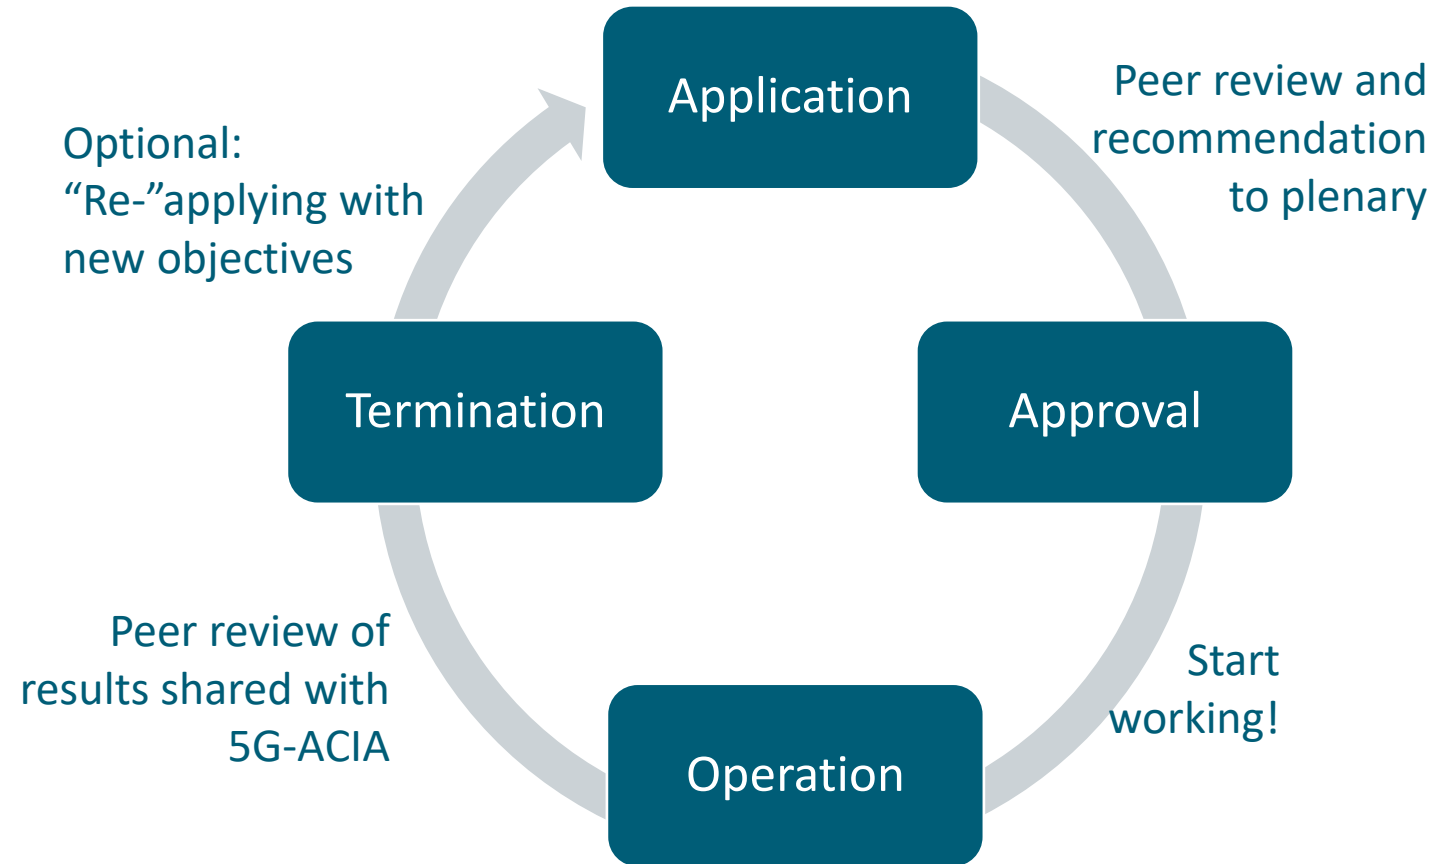 Application
Peer review and
recommendation
to plenary
Approval
Start
working!
Operation
Peer review of
results shared with
5G-ACIA
Termination
Optional:
“Re-”applying with
new objectives